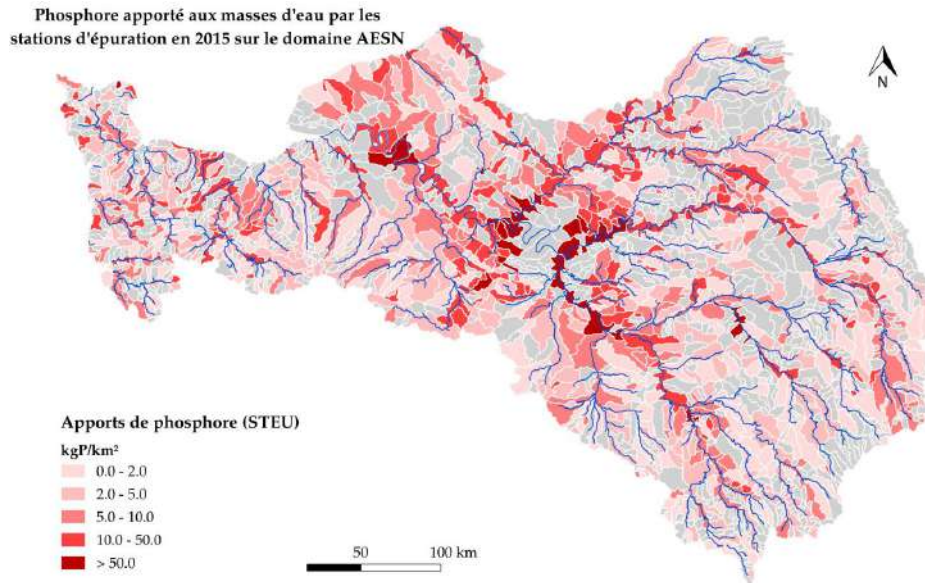 Phosphore apporté aux masses d'eau par les
stations d'épuration en 2015 sur le domaine AESN
N
Apports de phosphore (STEU)
kgP/km²
0.0 - 2.0
2.0 - 5.0
5.0 - 10.0
10.0 - 50.0
> 50.0
50 100 km